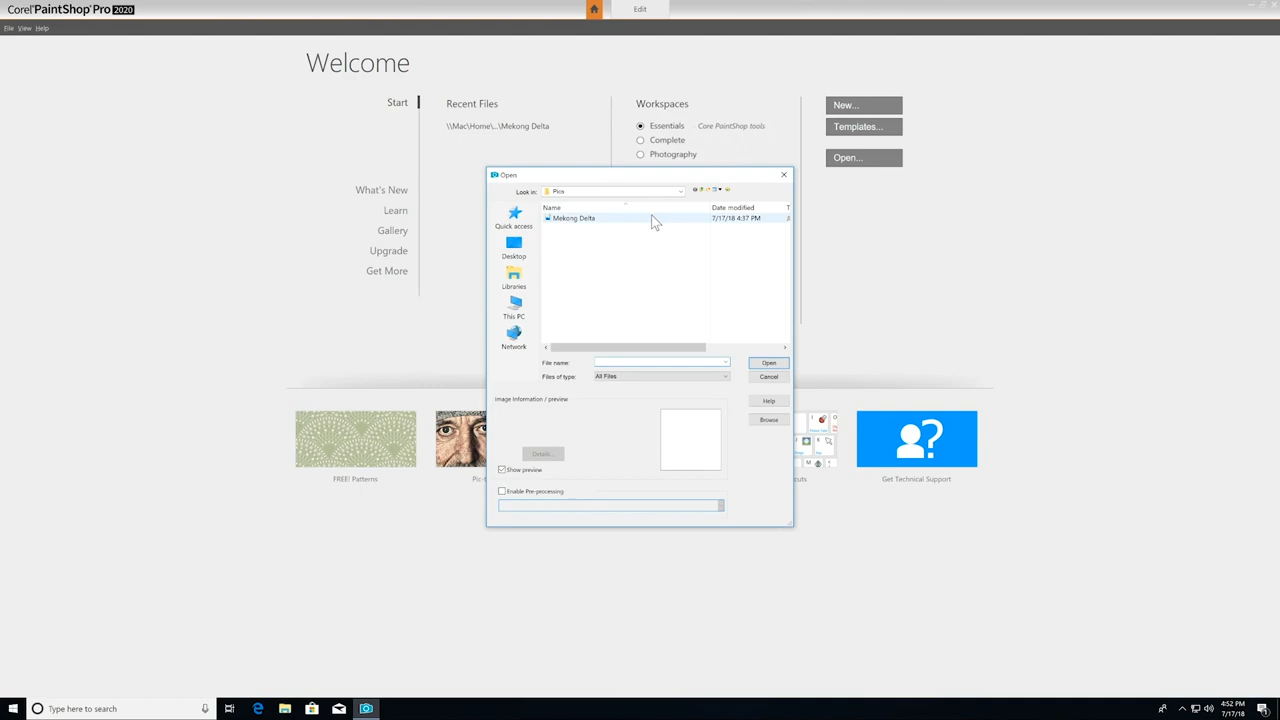 Corel PaintShop Pro 2020
Edit
File View Help
Welcome
Start
What's New
Learn
Gallery
Upgrade
Get More
Recent Files
\\Mac\Home\...\Mekong Delta
Workspaces
Essentials Core PaintShop tools
Complete
Photography
New...
Templates...
Open...
Open
Look in: Pics
Name Date modified T
Mekong Delta 7/17/18 4:37 PM
Quick access
Desktop
Libraries
This PC
Network
File name: Open
Files of type: All Files Cancel
Image Information / preview
Help
Browse
Details...
Show preview
Enable Pre-processing
FREE! Patterns
Pic-t
cuts
Get Technical Support
Type here to search
4:52 PM
7/17/18